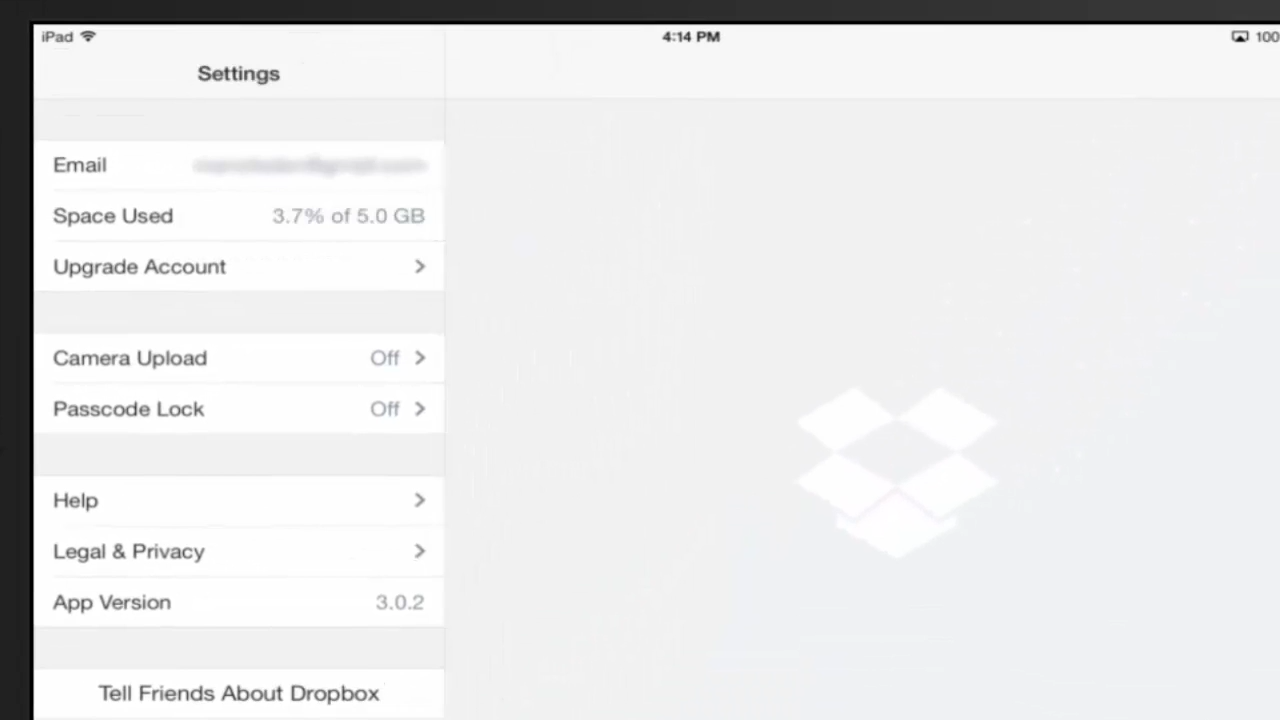 iPad
4:14 PM
100
Settings
Email
Space Used 3.7% of 5.0 GB
Upgrade Account
Camera Upload Off
Passcode Lock Off
Help
Legal & Privacy
App Version 3.0.2
Tell Friends About Dropbox